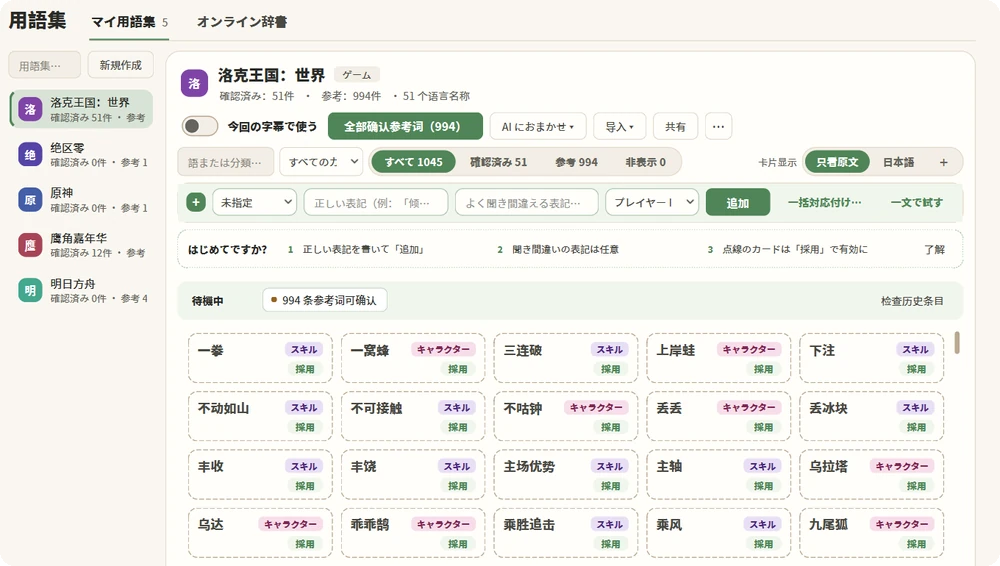 用語集
マイ用語集 5
オンライン辞書
用語集…
新規作成
洛
洛克王国：世界
確認済み 51件 ・ 参考
绝
绝区零
確認済み 0件 ・ 参考 1
原
原神
確認済み 0件 ・ 参考 1
鹰
鹰角嘉年华
確認済み 12件 ・ 参考
明
明日方舟
確認済み 0件 ・ 参考 4
洛
洛克王国：世界 ゲーム
確認済み：51件 ・ 参考：994件 ・ 51 个语言名称
今回の字幕で使う 全部确认参考词（994） AI におまかせ ▾ 导入 ▾ 共有 …
語または分類… すべてのカ すべて 1045 確認済み 51 参考 994 非表示 0 卡片显示 只看原文 日本語 +
+ 未指定 正しい表記（例：「倾… よく聞き間違える表記… プレイヤー I 追加 一括対応付け… 一文で試す
はじめてですか? 1 正しい表記を書いて「追加」 2 聞き間違いの表記は任意 3 点線のカードは「採用」で有効に 了解
待機中 994 条参考词可确认 检查历史条目
一拳 スキル 採用
一窝蜂 キャラクター 採用
三连破 スキル 採用
上岸蛙 キャラクター 採用
下注 スキル 採用
不动如山 スキル 採用
不可接触 スキル 採用
不咕钟 キャラクター 採用
丢丢 キャラクター 採用
丢冰块 スキル 採用
丰收 スキル 採用
丰饶 スキル 採用
主场优势 スキル 採用
主轴 スキル 採用
乌拉塔 キャラクター 採用
乌达 キャラクター 採用
乖乖鹄 キャラクター 採用
乘胜追击 スキル 採用
乘风 スキル 採用
九尾狐 キャラクター 採用